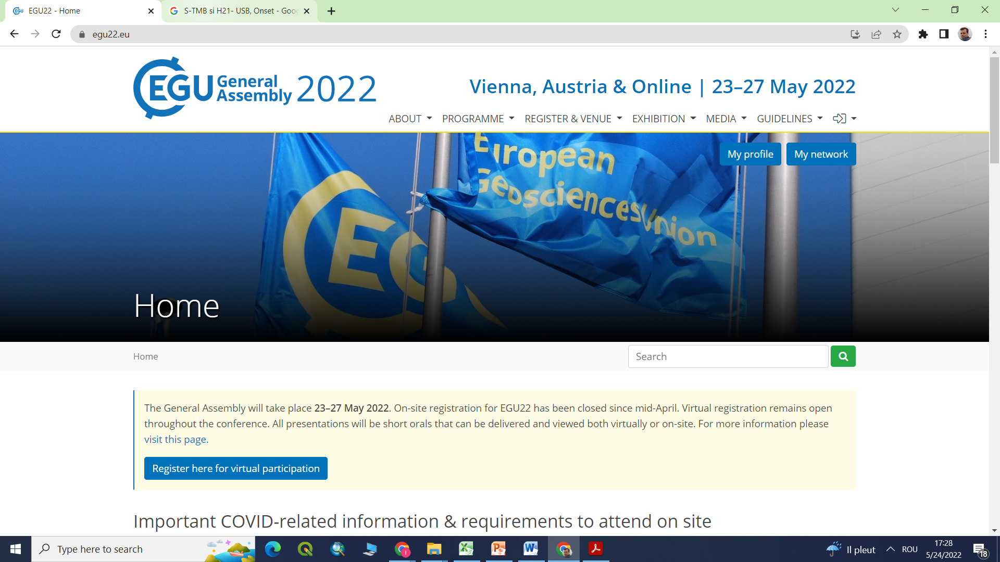 EGU22 - Home
S-TMB si H21- USB, Onset - Goo
egu22.eu
EGU General Assembly 2022
Vienna, Austria & Online | 23–27 May 2022
ABOUT PROGRAMME REGISTER & VENUE EXHIBITION MEDIA GUIDELINES
My profile My network
European
Geosciences Union
EG
Home
Home
Search
The General Assembly will take place 23–27 May 2022. On-site registration for EGU22 has been closed since mid-April. Virtual registration remains open
throughout the conference. All presentations will be short orals that can be delivered and viewed both virtually or on-site. For more information please
visit this page.
Register here for virtual participation
Important COVID-related information & requirements to attend on site
Type here to search
Il pleut
ROU
17:28
5/24/2022
18